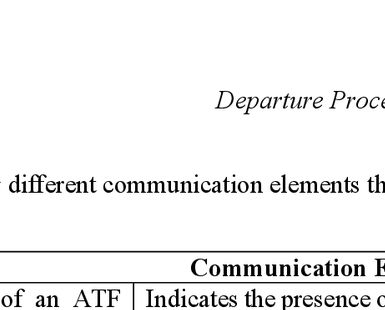 Departure Proce
different communication elements th
Communication E
of an ATF Indicates the presence o